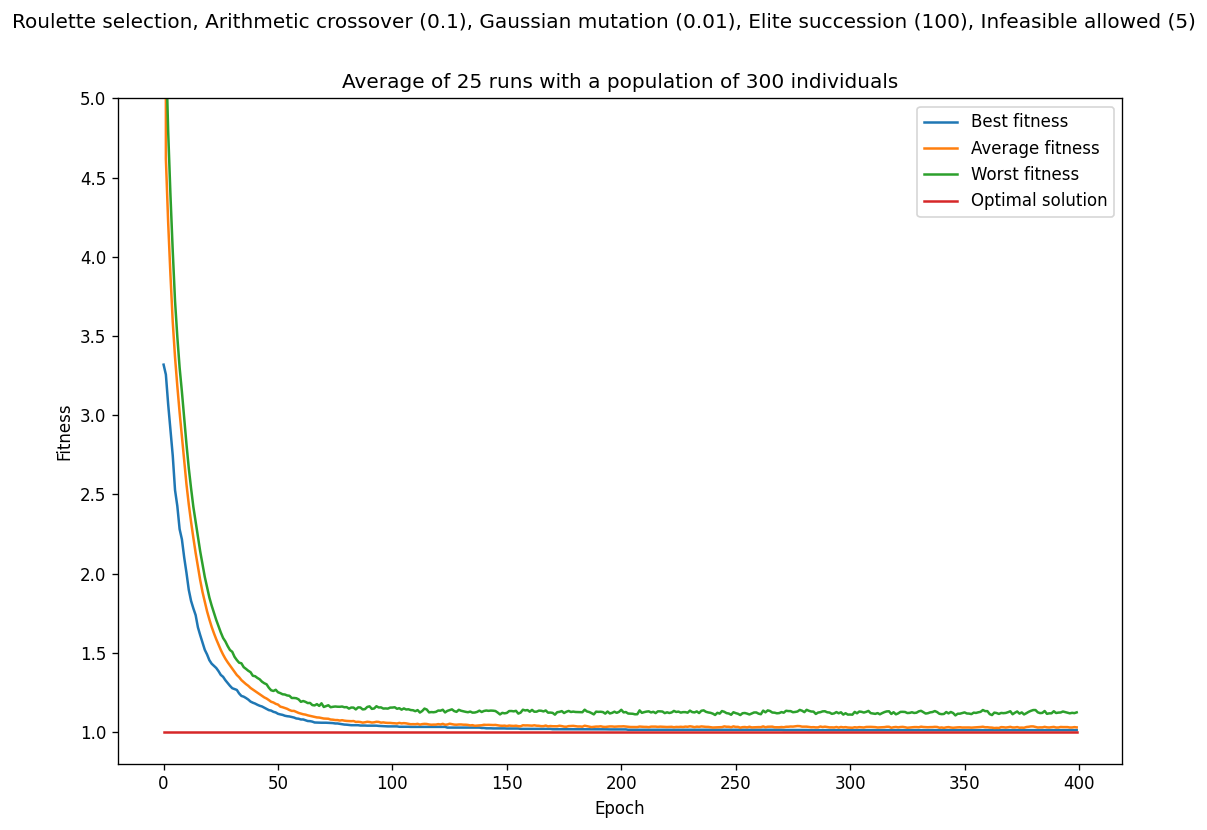 Roulette selection, Arithmetic crossover (0.1), Gaussian mutation (0.01), Elite succession (100), Infeasible allowed (5)
Average of 25 runs with a population of 300 individuals
5.0
4.5
4.0
3.5
3.0
2.5
2.0
1.5
1.0
Fitness
Best fitness
Average fitness
Worst fitness
Optimal solution
0 50 100 150 200 250 300 350 400
Epoch